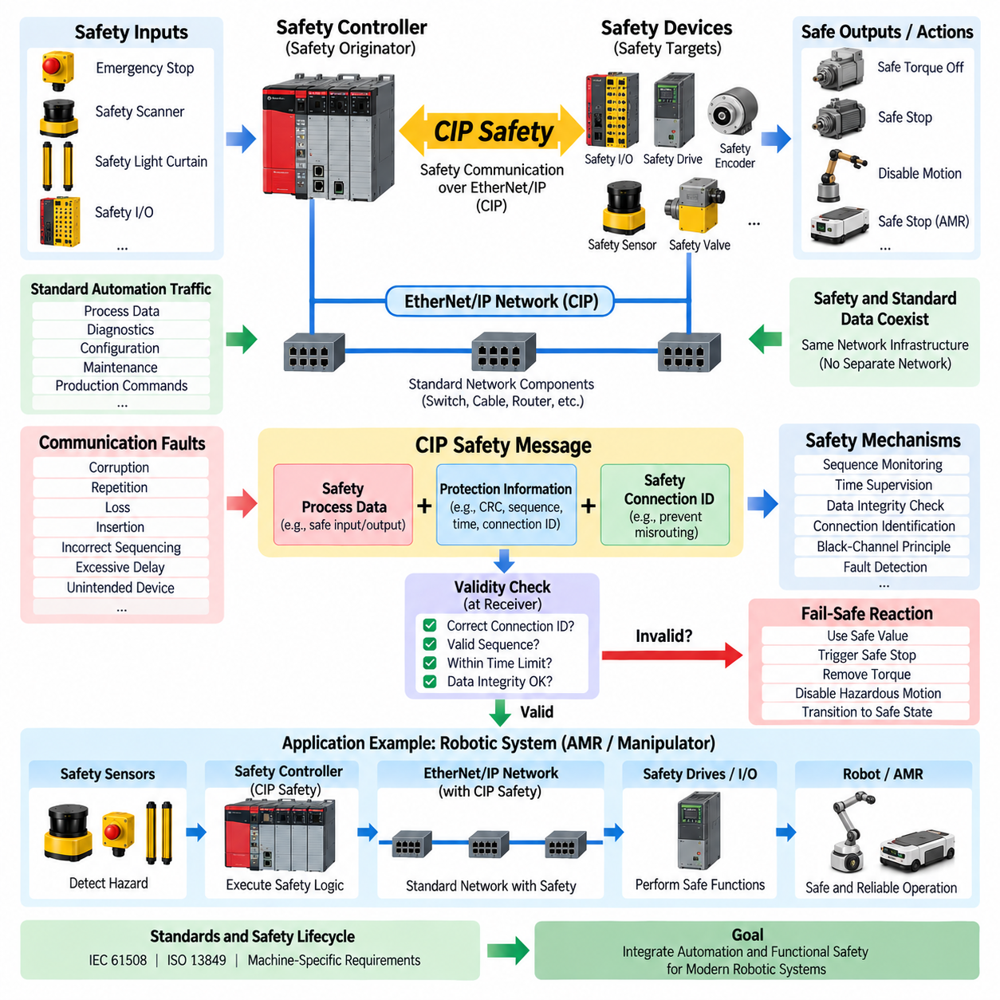 Safety Inputs
Emergency Stop
Safety Scanner
Safety Light Curtain
Safety I/O
...
Safety Controller
(Safety Originator)
CIP Safety
Safety Communication
over EtherNet/IP
(CIP)
Safety Devices
(Safety Targets)
Safety I/O
Safety Drive
Safety
Encoder
Safety Sensor
Safety Valve
...
Safe Outputs / Actions
Safe Torque Off
Safe Stop
Disable Motion
Safe Stop (AMR)
...
Standard Automation Traffic
Process Data
Diagnostics
Configuration
Maintenance
Production Commands
...
EtherNet/IP Network (CIP)
Standard Network Components
(Switch, Cable, Router, etc.)
Safety and Standard
Data Coexist
Same Network Infrastructure
(No Separate Network)
Communication Faults
Corruption
Repetition
Loss
Insertion
Incorrect Sequencing
Excessive Delay
Unintended Device
...
CIP Safety Message
Safety
Process Data
(e.g., safe input/output)
+
Protection Information
(e.g., CRC, sequence,
time, connection ID)
+
Safety
Connection ID
(e.g., prevent
misrouting)
Safety Mechanisms
Sequence Monitoring
Time Supervision
Data Integrity Check
Connection Identification
Black-Channel Principle
Fault Detection
...
Validity Check
(at Receiver)
Correct Connection ID?
Valid Sequence?
Within Time Limit?
Data Integrity OK?
Invalid?
Valid
Fail-Safe Reaction
Use Safe Value
Trigger Safe Stop
Remove Torque
Disable Hazardous Motion
Transition to Safe State
Application Example: Robotic System (AMR / Manipulator)
Safety Sensors
Detect Hazard
Safety Controller
(CIP Safety)
Execute Safety Logic
EtherNet/IP Network
(with CIP Safety)
Standard Network with Safety
Safety Drives / I/O
Perform Safe Functions
Robot / AMR
Safe and Reliable Operation
Standards and Safety Lifecycle
IEC 61508 | ISO 13849 | Machine-Specific Requirements
Goal
Integrate Automation and Functional Safety
for Modern Robotic Systems